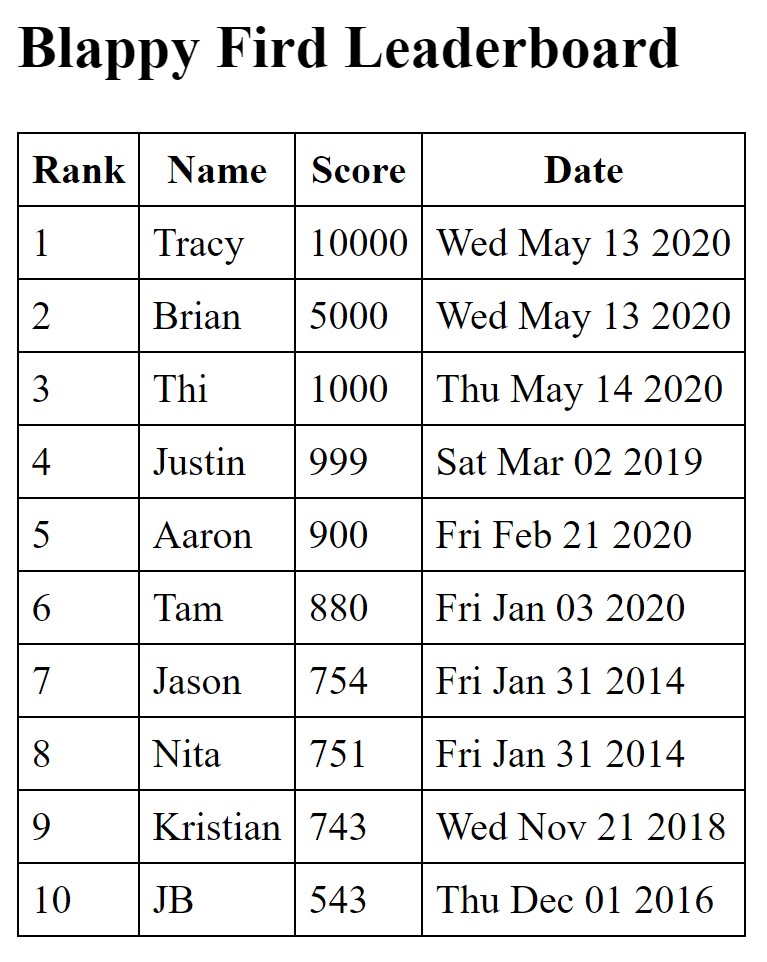 Blappy Fird Leaderboard
Rank Name Score Date
1 Tracy 10000 Wed May 13 2020
2 Brian 5000 Wed May 13 2020
3 Thi 1000 Thu May 14 2020
4 Justin 999 Sat Mar 02 2019
5 Aaron 900 Fri Feb 21 2020
6 Tam 880 Fri Jan 03 2020
7 Jason 754 Fri Jan 31 2014
8 Nita 751 Fri Jan 31 2014
9 Kristian 743 Wed Nov 21 2018
10 JB 543 Thu Dec 01 2016